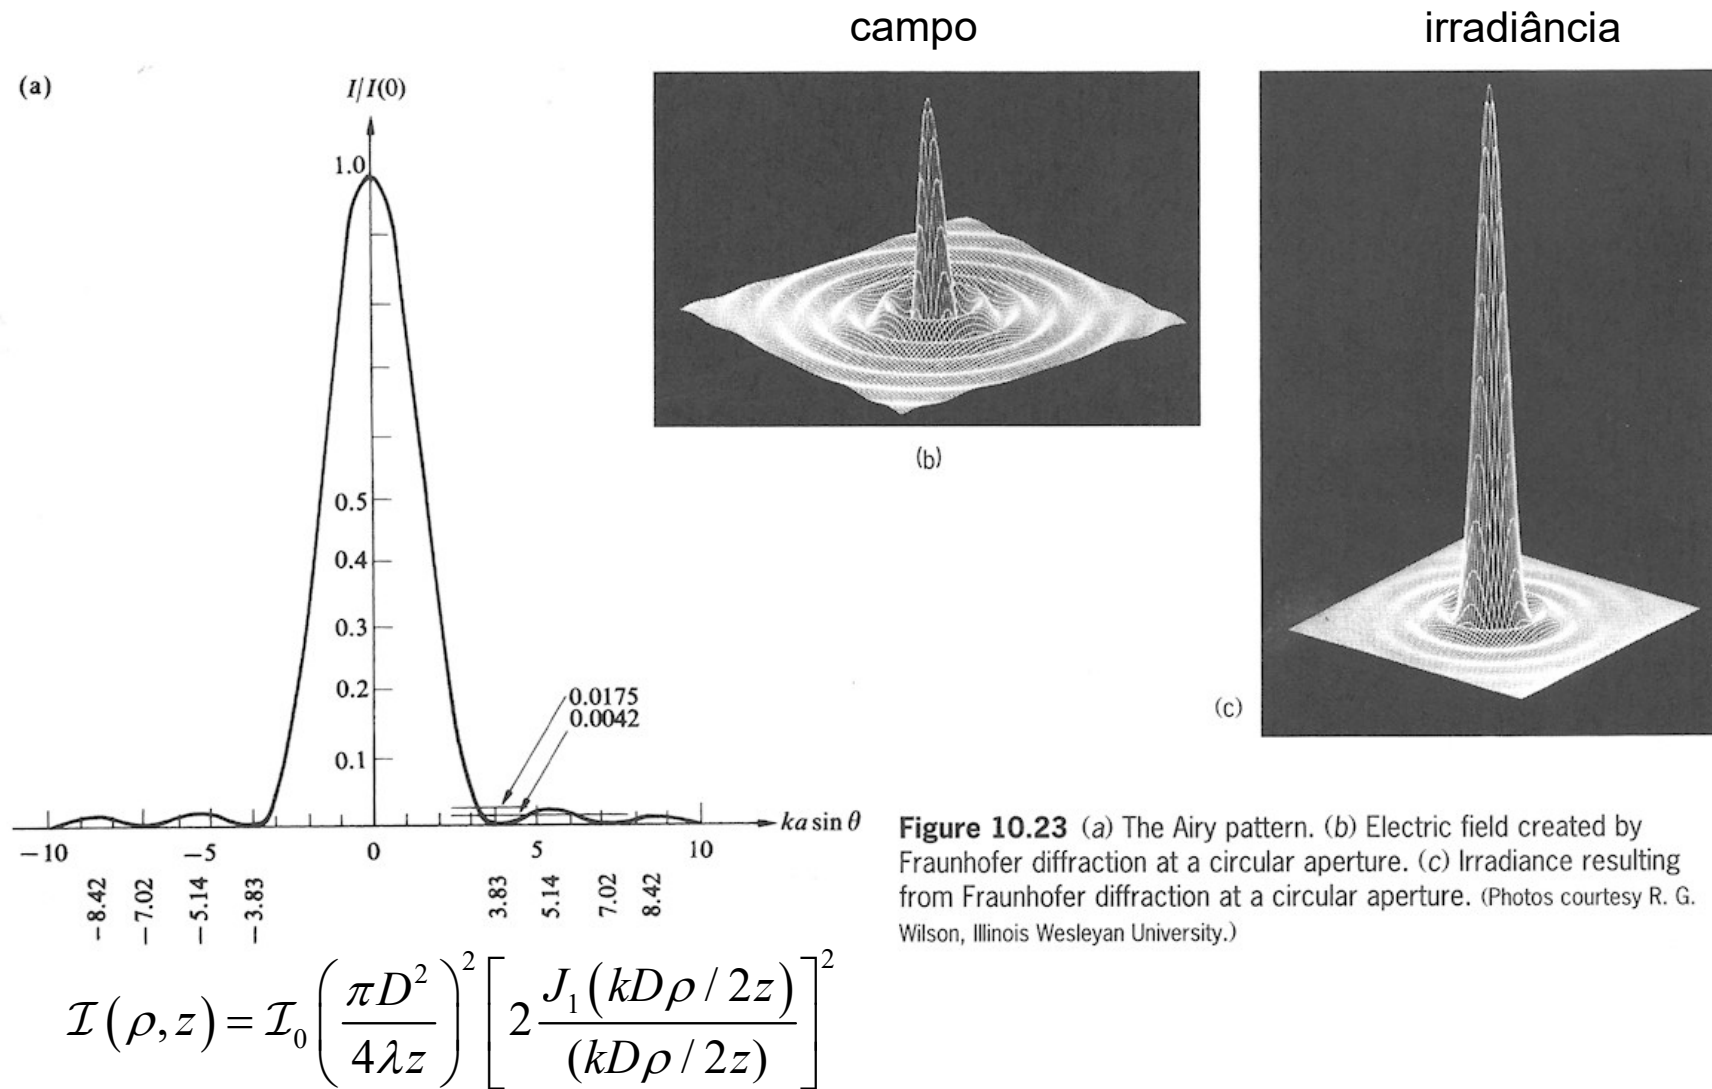 campo
irradiância
(a)
I/I(0)
1.0
0.5
0.4
0.3
0.2
0.1
0.0175
0.0042
ka sin θ
−10
−5
0
5
10
−8.42
−7.02
−5.14
−3.83
3.83
5.14
7.02
8.42
(b)
(c)
Figure 10.23 (a) The Airy pattern. (b) Electric field created by
Fraunhofer diffraction at a circular aperture. (c) Irradiance resulting
from Fraunhofer diffraction at a circular aperture. (Photos courtesy R. G.
Wilson, Illinois Wesleyan University.)
ℐ(ρ, z) = ℐ₀ (πD² / 4λz)² [2 J₁(kDρ / 2z) / (kDρ / 2z)]²